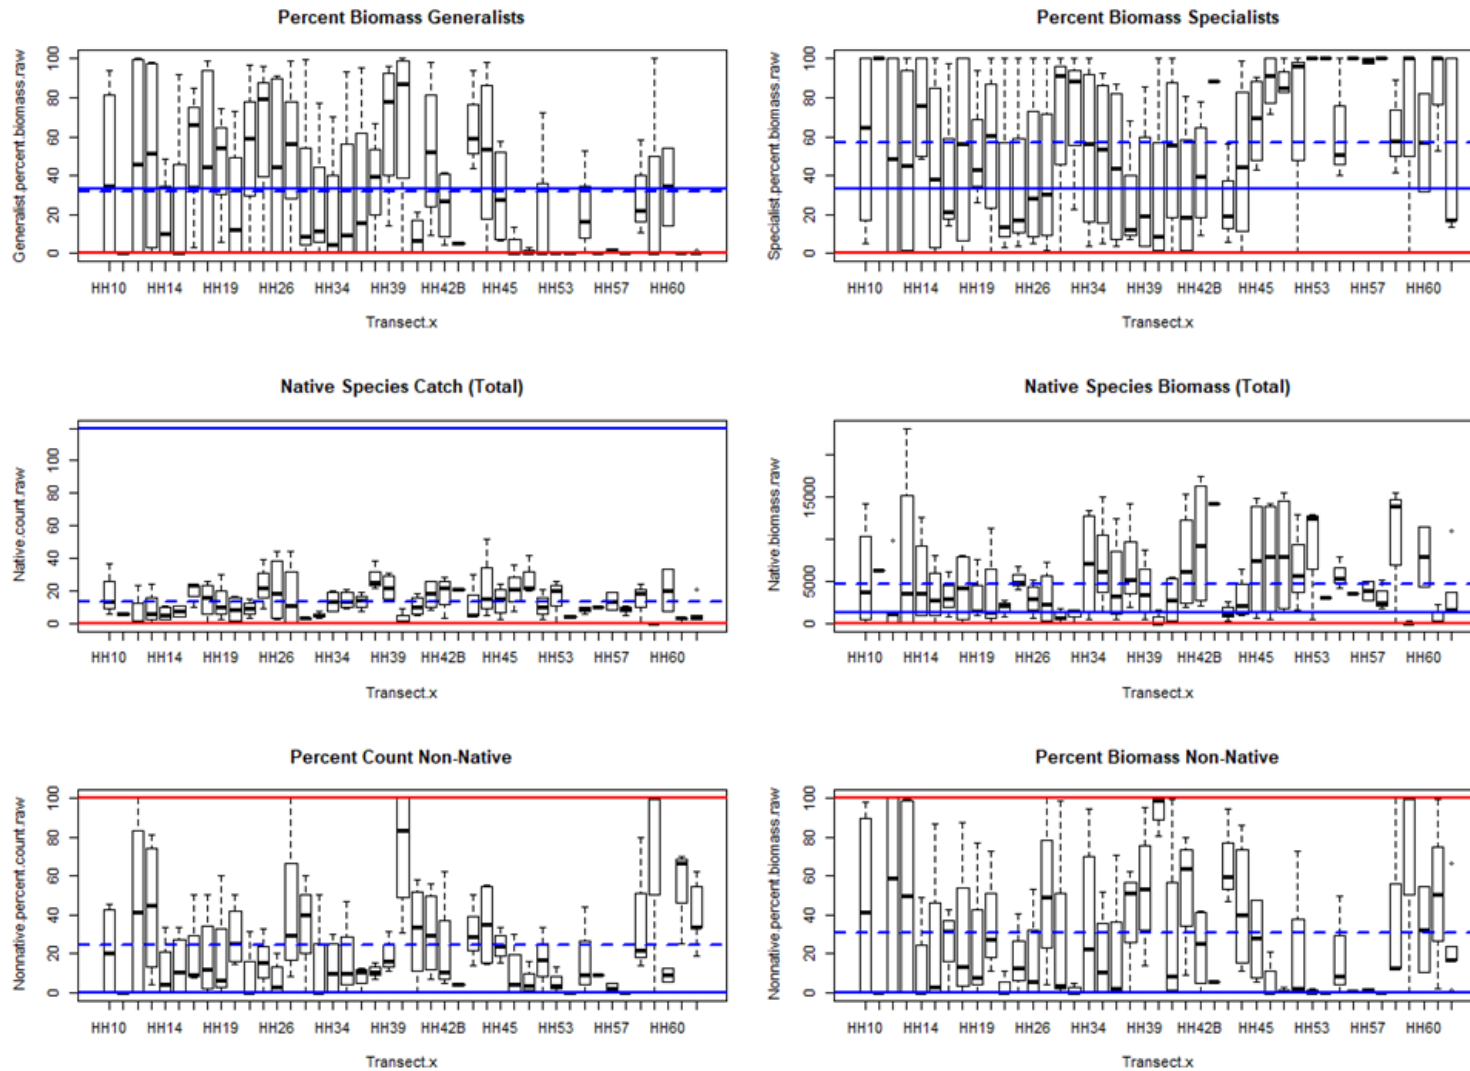 Percent Biomass Generalists
Generalist.percent.biomass.raw
0 20 40 60 80 100
HH10 HH14 HH19 HH26 HH34 HH39 HH42B HH45 HH53 HH57 HH60
Transect.x
Percent Biomass Specialists
Specialist.percent.biomass.raw
0 20 40 60 80 100
HH10 HH14 HH19 HH26 HH34 HH39 HH42B HH45 HH53 HH57 HH60
Transect.x
Native Species Catch (Total)
Native.count.raw
0 20 40 60 80 100
HH10 HH14 HH19 HH26 HH34 HH39 HH42B HH45 HH53 HH57 HH60
Transect.x
Native Species Biomass (Total)
Native.biomass.raw
0 5000 15000
HH10 HH14 HH19 HH26 HH34 HH39 HH42B HH45 HH53 HH57 HH60
Transect.x
Percent Count Non-Native
Nonnative.percent.count.raw
0 20 40 60 80 100
HH10 HH14 HH19 HH26 HH34 HH39 HH42B HH45 HH53 HH57 HH60
Transect.x
Percent Biomass Non-Native
Nonnative.percent.biomass.raw
0 20 40 60 80 100
HH10 HH14 HH19 HH26 HH34 HH39 HH42B HH45 HH53 HH57 HH60
Transect.x